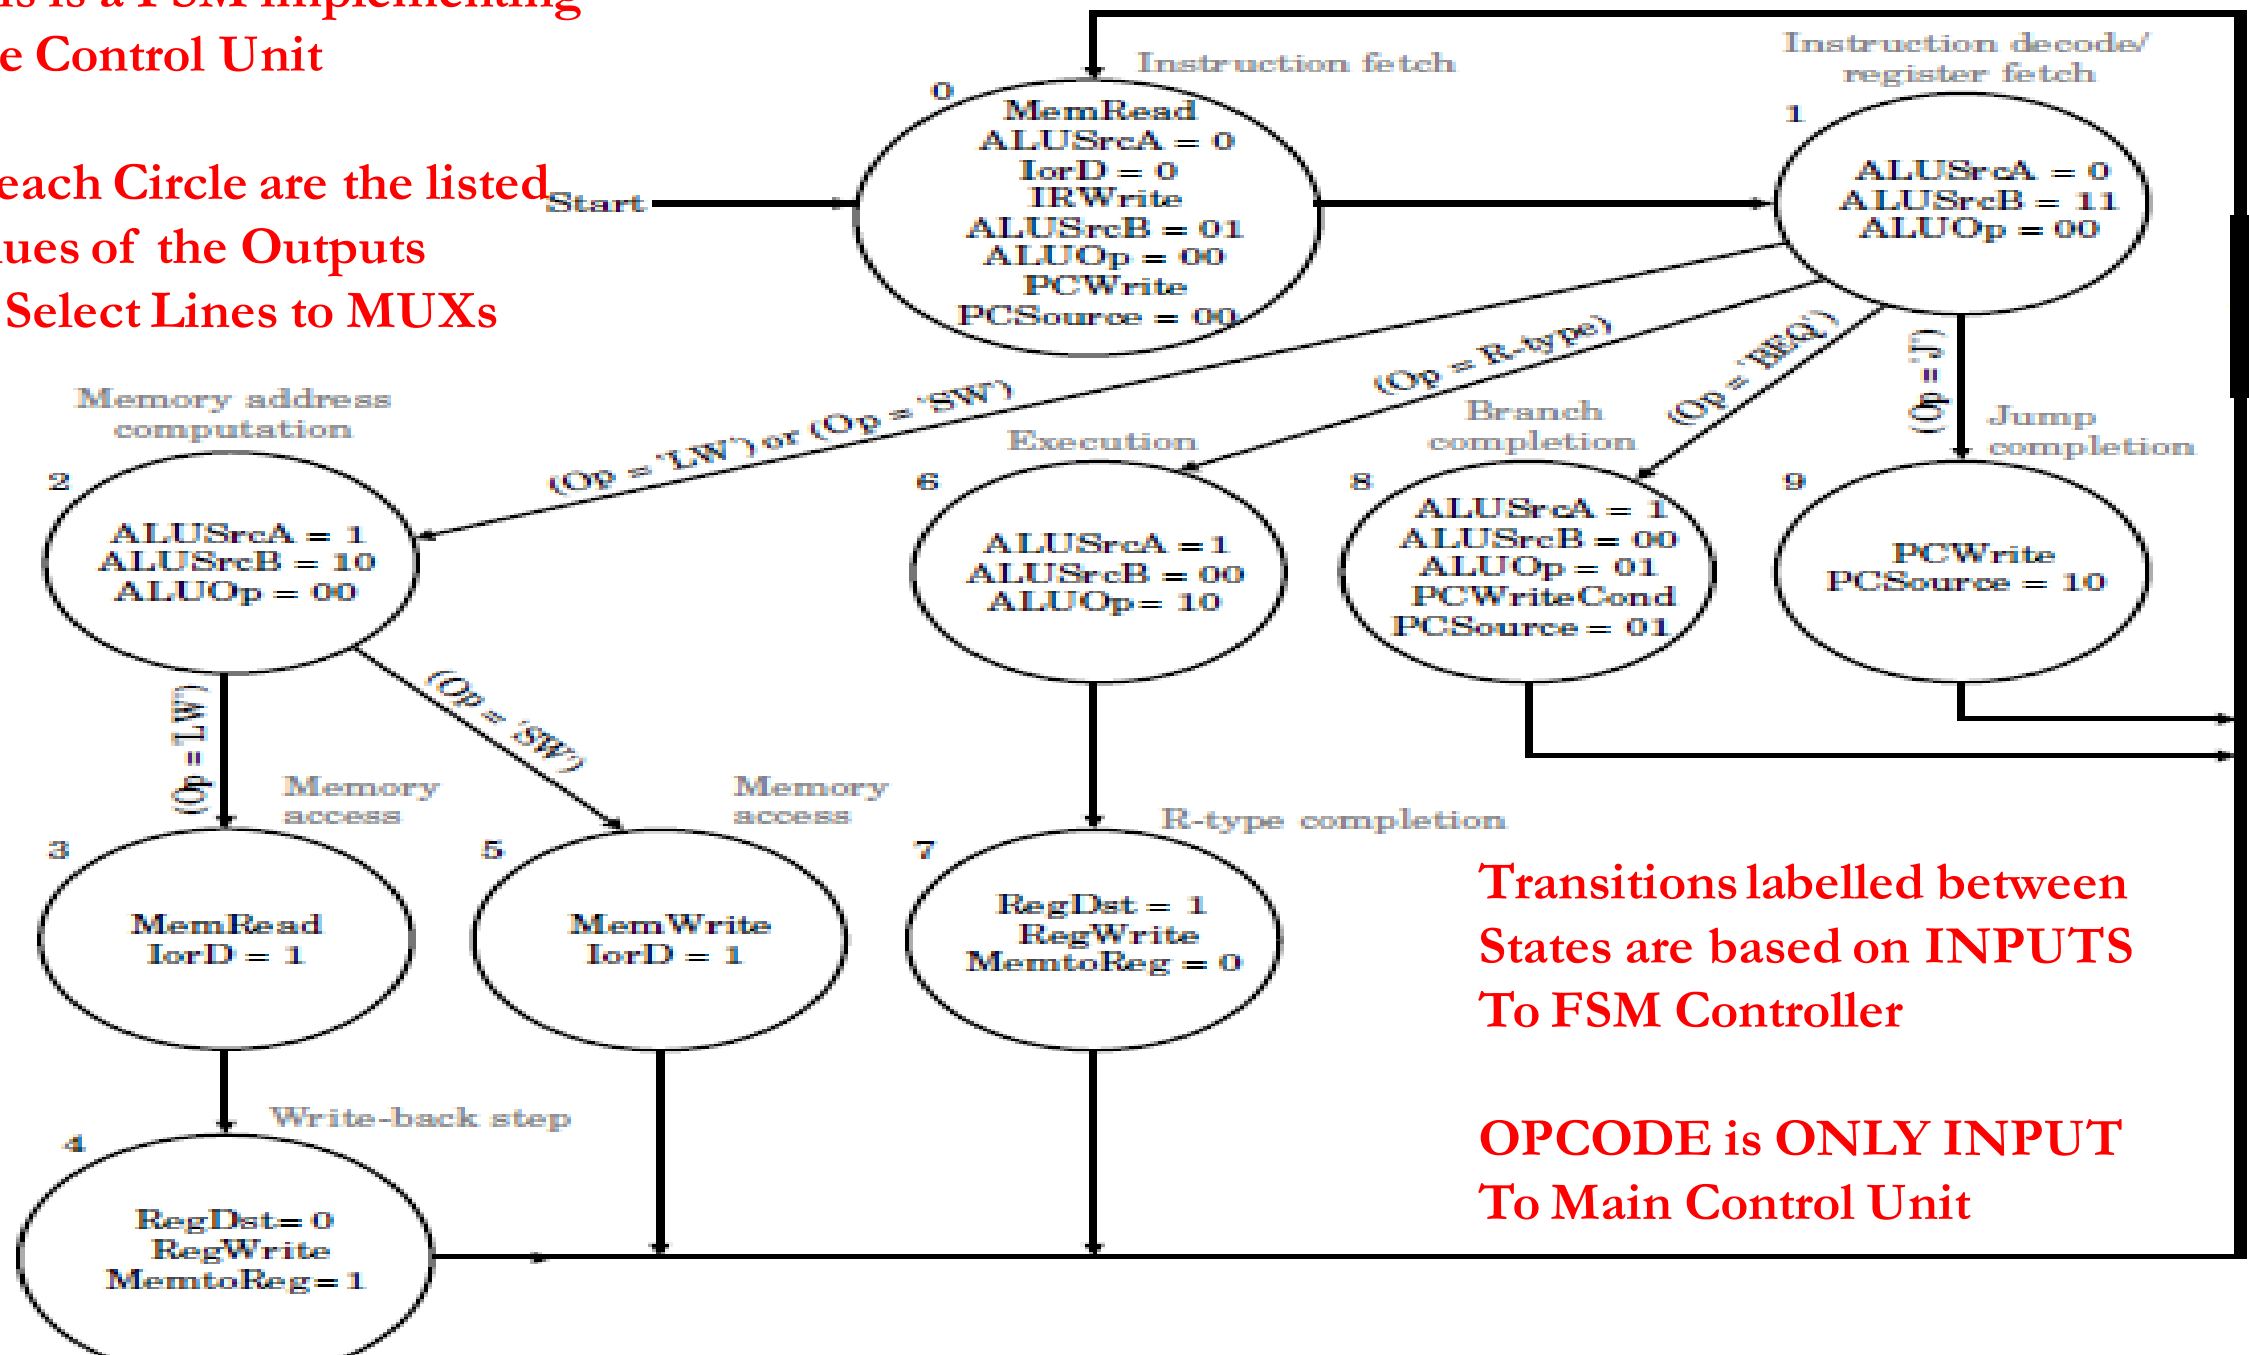 is is a FSM implementing
e Control Unit
each Circle are the listed
lues of the Outputs
Select Lines to MUXs
Start
Instruction fetch
0
MemRead
ALUSrcA = 0
IorD = 0
IRWrite
ALUSrcB = 01
ALUOp = 00
PCWrite
PCSource = 00
Instruction decode/
register fetch
1
ALUSrcA = 0
ALUSrcB = 11
ALUOp = 00
(Op = 'LW') or (Op = 'SW')
(Op = R-type)
(Op = 'BEQ')
(Op = 'J')
Memory address
computation
2
ALUSrcA = 1
ALUSrcB = 10
ALUOp = 00
Execution
6
ALUSrcA =1
ALUSrcB = 00
ALUOp= 10
Branch
completion
8
ALUSrcA = 1
ALUSrcB = 00
ALUOp = 01
PCWriteCond
PCSource = 01
Jump
completion
9
PCWrite
PCSource = 10
(Op = 'LW')
(Op = 'SW')
Memory
access
3
MemRead
IorD = 1
Memory
access
5
MemWrite
IorD = 1
R-type completion
7
RegDst = 1
RegWrite
MemtoReg = 0
Write-back step
4
RegDst= 0
RegWrite
MemtoReg=1
Transitions labelled between
States are based on INPUTS
To FSM Controller
OPCODE is ONLY INPUT
To Main Control Unit